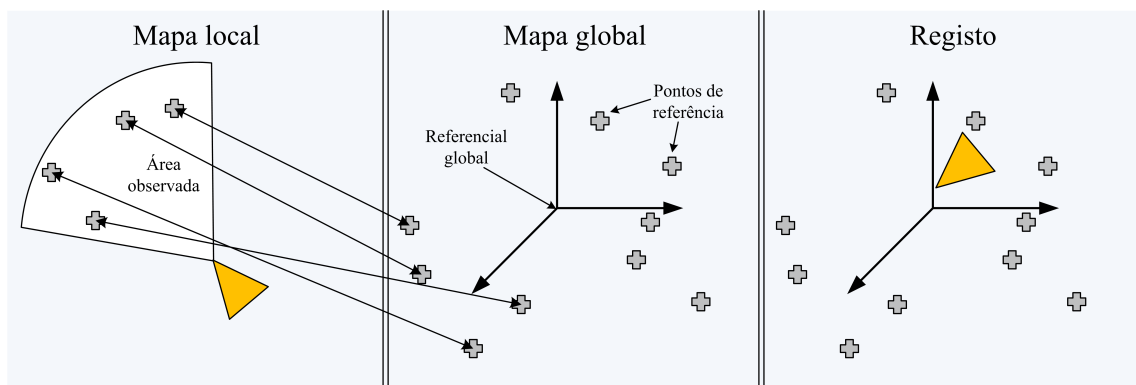 Mapa local
Mapa global
Registo
Área
observada
Referencial
global
Pontos de
referência